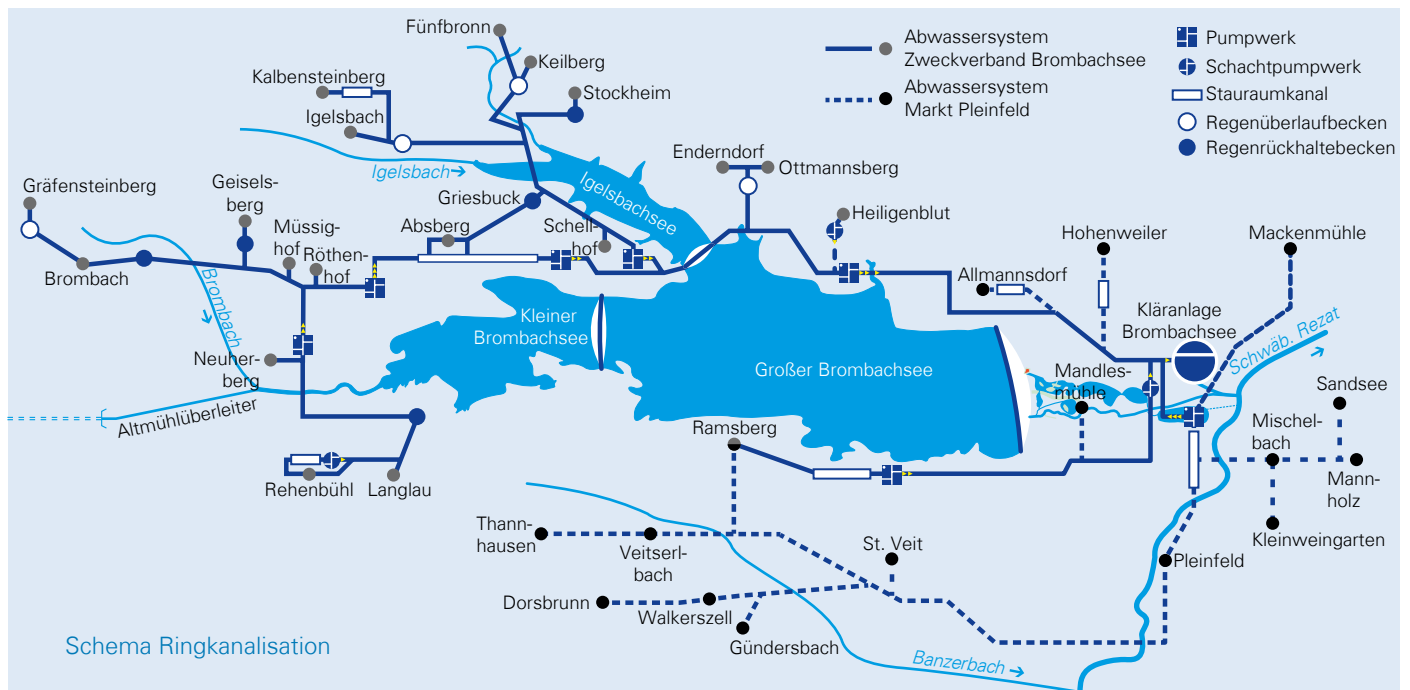 Fünfbronn
Keilberg
Kalbensteinberg
Stockheim
Igelsbach
Abwassersystem
Zweckverband Brombachsee
Abwassersystem
Markt Pleinfeld
Pumpwerk
Schachtpumpwerk
Stauraumkanal
Regenüberlaufbecken
Regenrückhaltebecken
Igelsbach
Enderndorf
Ottmannsberg
Gräfensteinberg
Geisels-
berg
Griesbuck
Igelsbachsee
Müssig-
hof
Röthen-
hof
Absberg
Schell-
hof
Heiligenblut
Hohenweiler
Mackenmühle
Brombach
Brombach
Allmannsdorf
Kleiner
Brombachsee
Kläranlage
Brombachsee
Schwäb. Rezat
Neuher-
berg
Großer Brombachsee
Mandles-
mühle
Sandsee
Altmühlüberleiter
Ramsberg
Mischel-
bach
Rehenbühl
Langlau
Mann-
holz
Thann-
hausen
Veitserl-
bach
St. Veit
Kleinweingarten
Pleinfeld
Dorsbrunn
Walkerszell
Gündersbach
Schema Ringkanalisation
Banzerbach